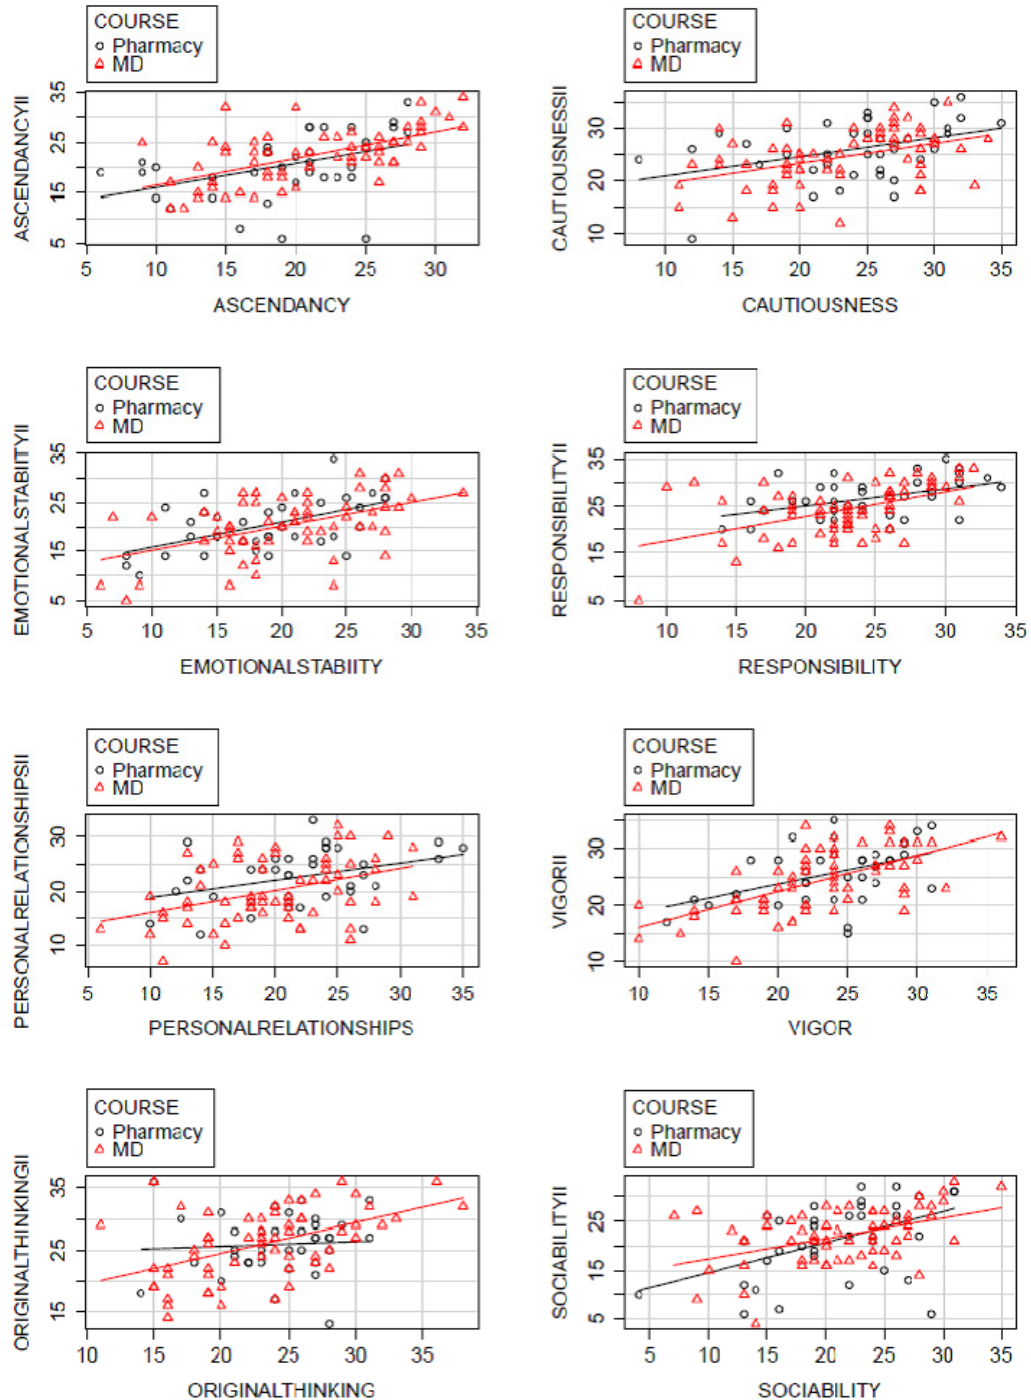 COURSE
Pharmacy
MD
ASCENDANCYII
35
25
15
5
5 10 15 20 25 30
ASCENDANCY
COURSE
Pharmacy
MD
CAUTIOUSNESSII
30
20
10
10 15 20 25 30 35
CAUTIOUSNESS
COURSE
Pharmacy
MD
EMOTIONALSTABIITYII
35
25
15
5
5 10 15 20 25 30 35
EMOTIONALSTABIITY
COURSE
Pharmacy
MD
RESPONSIBILITYII
35
25
15
5
10 15 20 25 30 35
RESPONSIBILITY
COURSE
Pharmacy
MD
PERSONALRELATIONSHIPSII
30
20
10
5 10 15 20 25 30 35
PERSONALRELATIONSHIPS
COURSE
Pharmacy
MD
VIGORII
30
20
10
10 15 20 25 30 35
VIGOR
COURSE
Pharmacy
MD
ORIGINALTHINKINGII
35
25
15
10 15 20 25 30 35
ORIGINALTHINKING
COURSE
Pharmacy
MD
SOCIABILITYII
25
15
5
5 10 15 20 25 30 35
SOCIABILITY